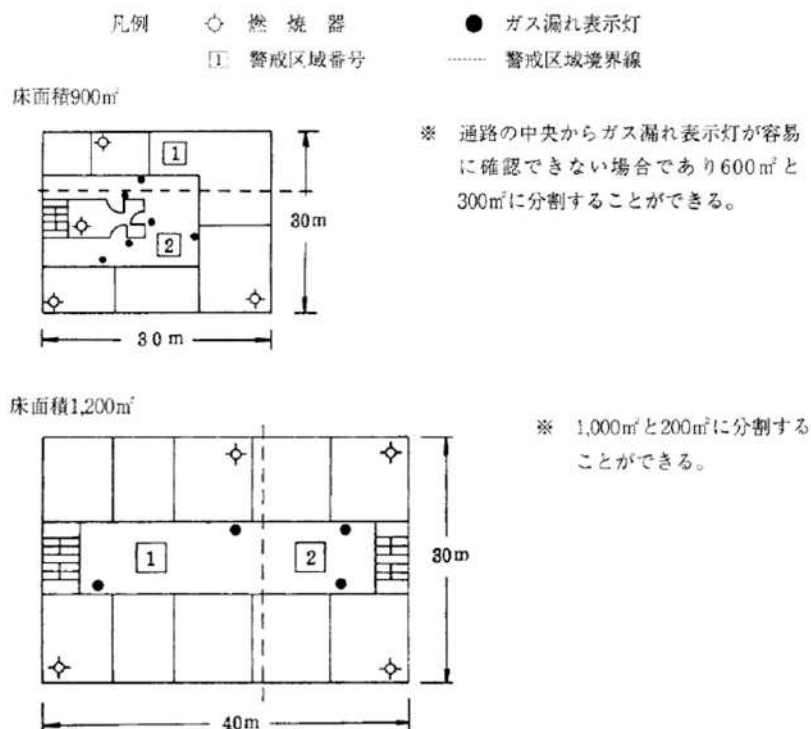 凡例 燃焼器 ガス漏れ表示灯
1 警戒区域番号 警戒区域境界線
床面積900㎡
1
2
30m
30m
※ 通路の中央からガス漏れ表示灯が容易
に確認できない場合であり600㎡と
300㎡に分割することができる。
床面積1,200㎡
1
2
30m
40m
※ 1,000㎡と200㎡に分割する
ことができる。